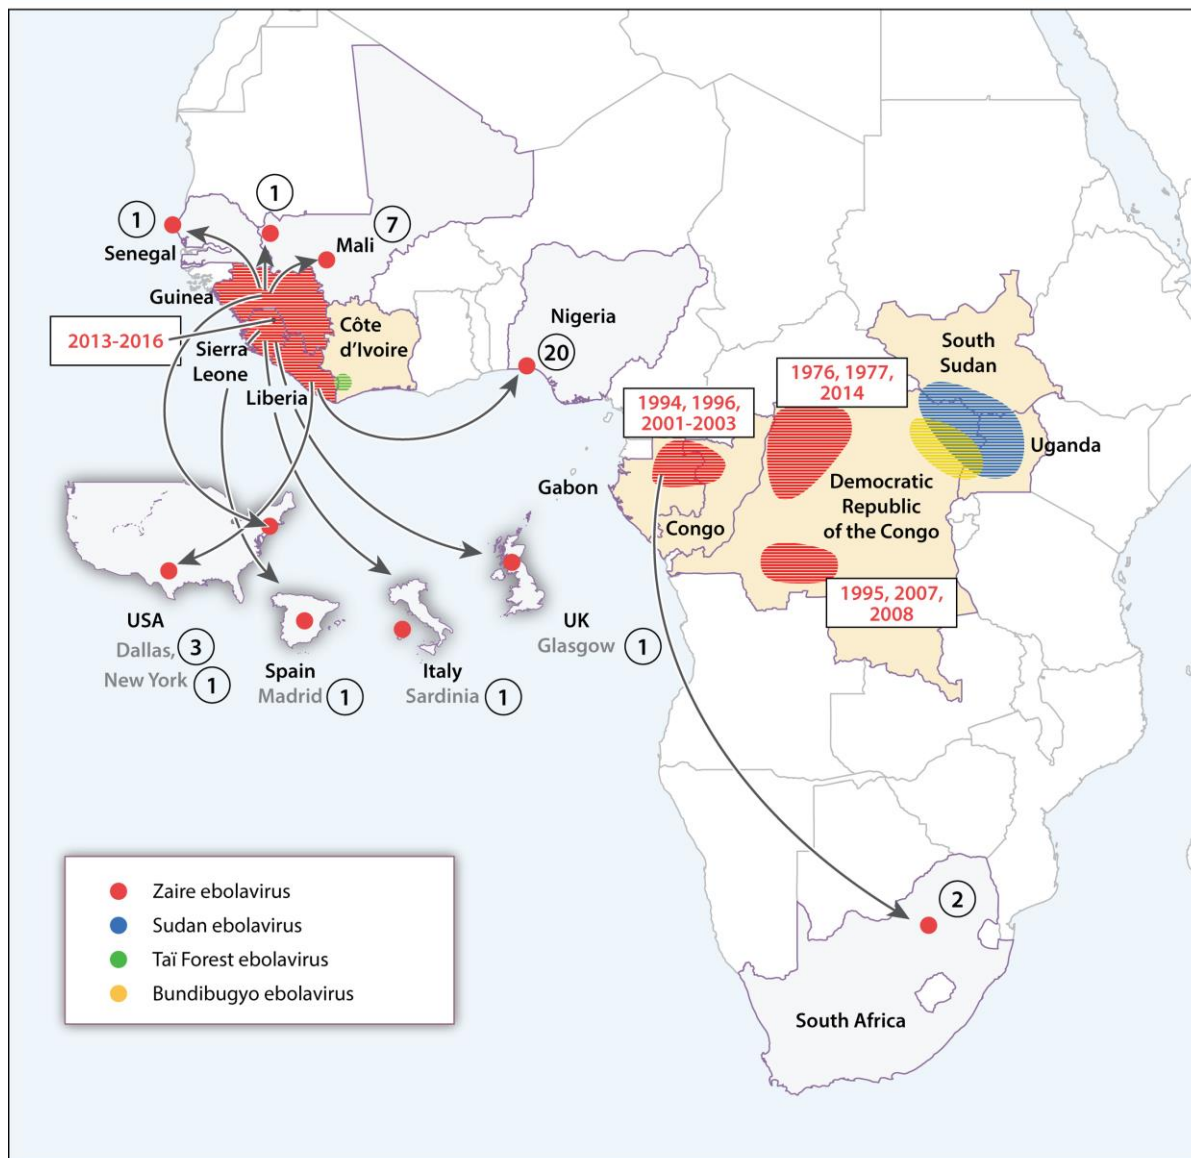 1
1
7
Senegal
Mali
Guinea
2013-2016
Sierra
Leone
Liberia
Côte
d’Ivoire
Nigeria
20
South
Sudan
1976, 1977,
2014
1994, 1996,
2001-2003
Uganda
Gabon
Congo
Democratic
Republic
of the Congo
1995, 2007,
2008
USA
Dallas, 3
New York 1
Spain
Madrid 1
Italy
Sardinia 1
UK
Glasgow 1
2
South Africa
Zaire ebolavirus
Sudan ebolavirus
Taï Forest ebolavirus
Bundibugyo ebolavirus